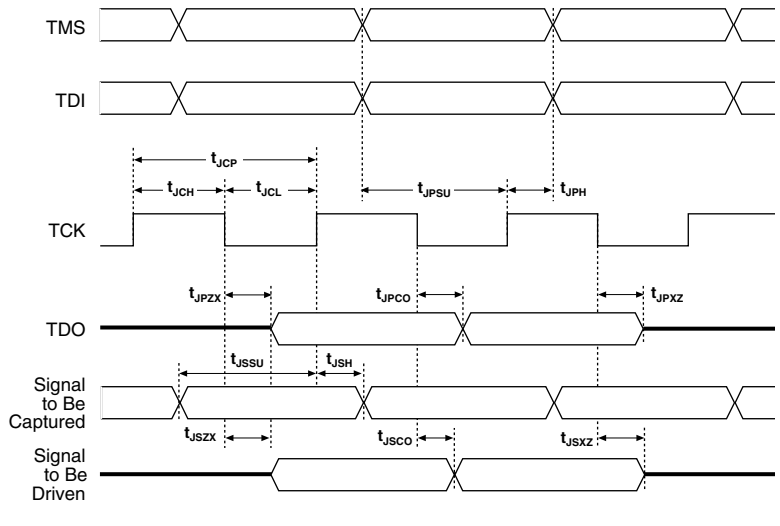 TMS
TDI
tJCP
tJCH
tJCL
tJPSU
tJPH
TCK
tJPZX
tJPCO
tJPXZ
TDO
tJSSU
tJSH
Signal
to Be
Captured
tJSZX
tJSCO
tJSXZ
Signal
to Be
Driven